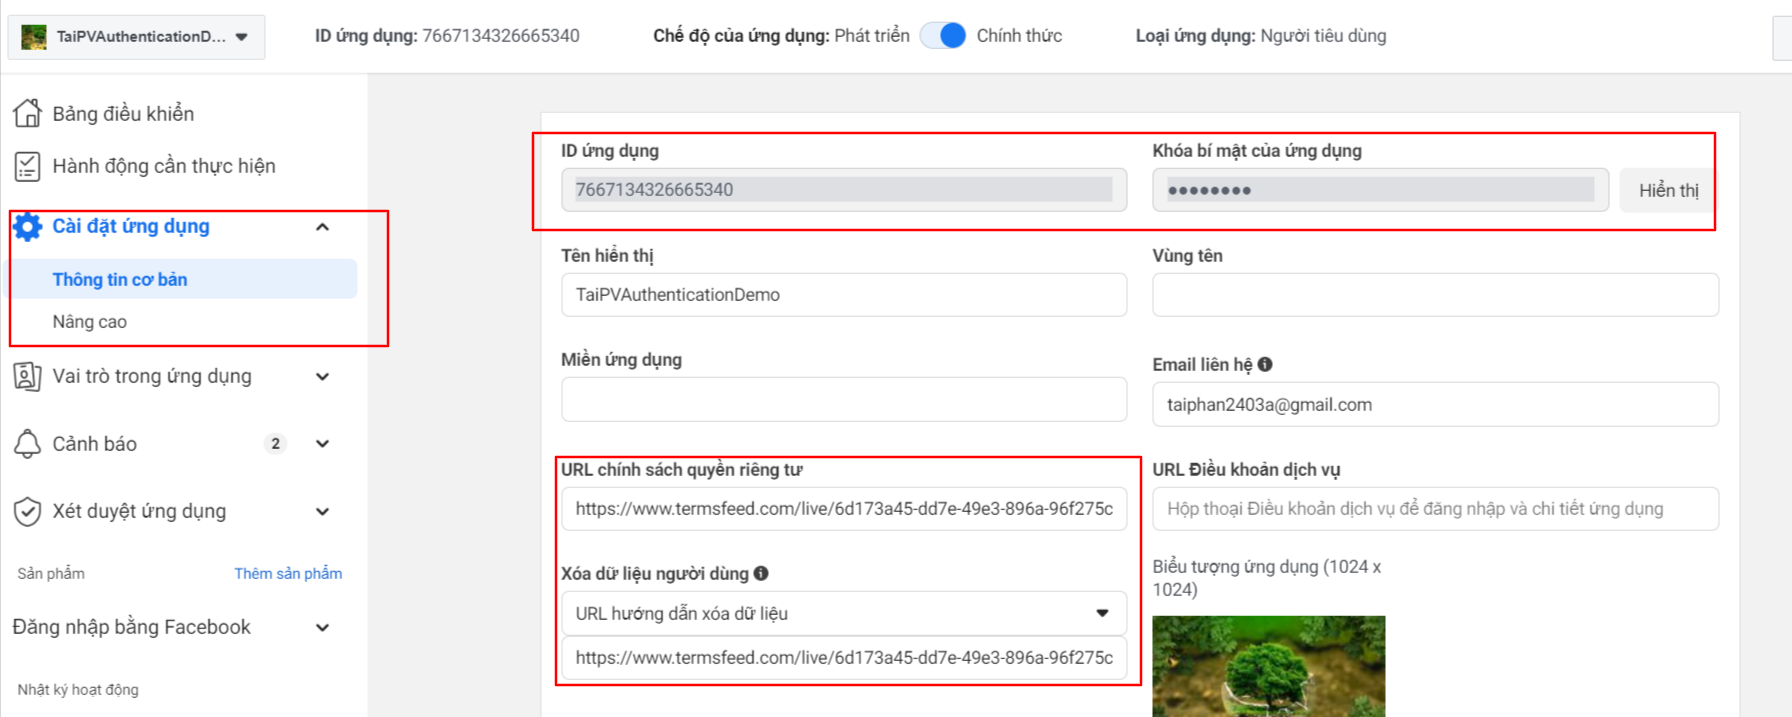 TaiPVAuthenticationD...
ID ứng dụng: 7667134326665340
Chế độ của ứng dụng: Phát triển
Chính thức
Loại ứng dụng: Người tiêu dùng
Bảng điều khiển
Hành động cần thực hiện
Cài đặt ứng dụng
Thông tin cơ bản
Nâng cao
Vai trò trong ứng dụng
Cảnh báo
2
Xét duyệt ứng dụng
Sản phẩm
Thêm sản phẩm
Đăng nhập bằng Facebook
Nhật ký hoạt động
ID ứng dụng
7667134326665340
Khóa bí mật của ứng dụng
••••••••
Hiển thị
Tên hiển thị
TaiPVAuthenticationDemo
Vùng tên
Miền ứng dụng
Email liên hệ
taiphan2403a@gmail.com
URL chính sách quyền riêng tư
https://www.termsfeed.com/live/6d173a45-dd7e-49e3-896a-96f275c
URL Điều khoản dịch vụ
Hộp thoại Điều khoản dịch vụ để đăng nhập và chi tiết ứng dụng
Xóa dữ liệu người dùng
URL hướng dẫn xóa dữ liệu
https://www.termsfeed.com/live/6d173a45-dd7e-49e3-896a-96f275c
Biểu tượng ứng dụng (1024 x
1024)